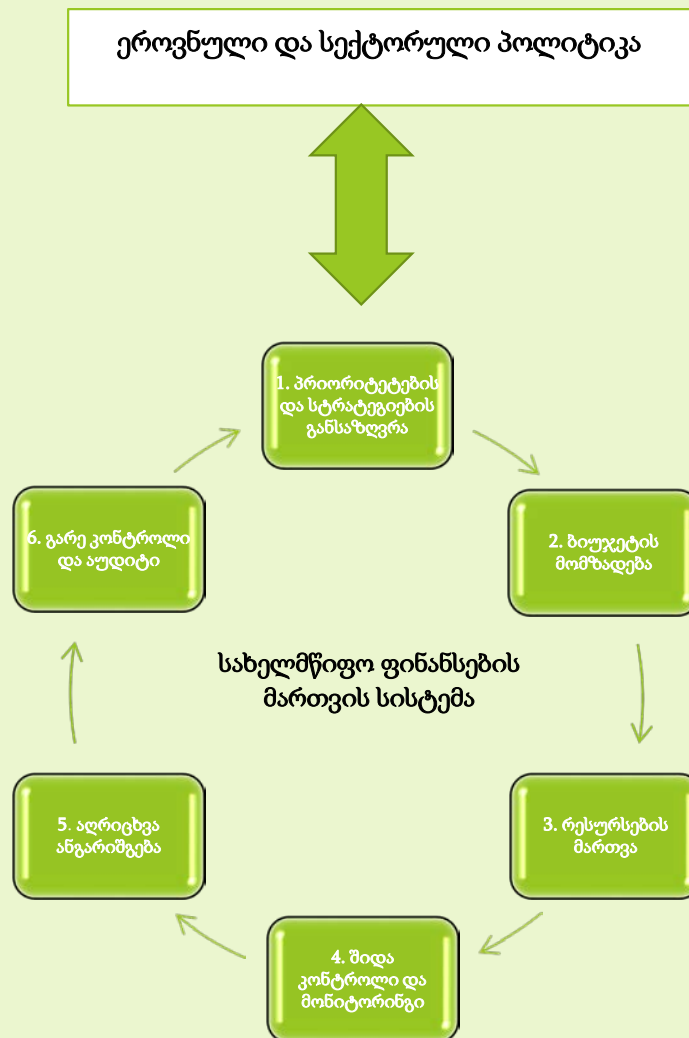 ეროვნული და სექტორული პოლიტიკა
1. პრიორიტეტების
და სტრატეგიების
განსაზღვრა
2. ბიუჯეტის
მომზადება
3. რესურსების
მართვა
4. შიდა
კონტროლი და
მონიტორინგი
5. აღრიცხვა
ანგარიშგება
6. გარე კონტროლი
და აუდიტი
სახელმწიფო ფინანსების
მართვის სისტემა